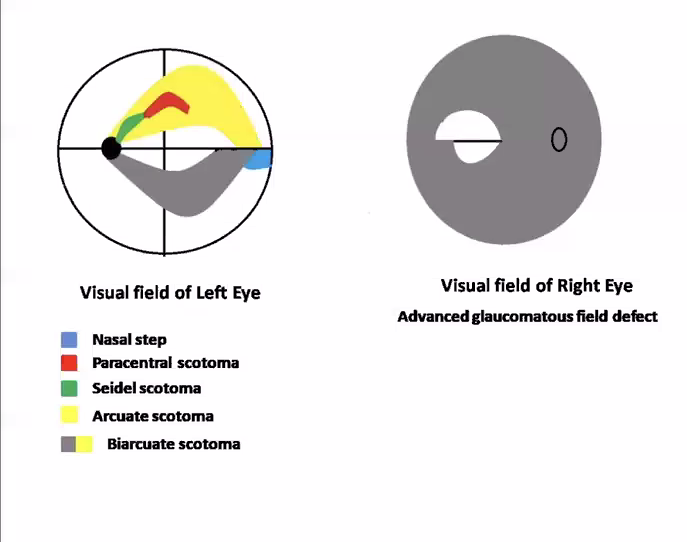 Visual field of Left Eye
Visual field of Right Eye
Advanced glaucomatous field defect
Nasal step
Paracentral scotoma
Seidel scotoma
Arcuate scotoma
Biarcuate scotoma